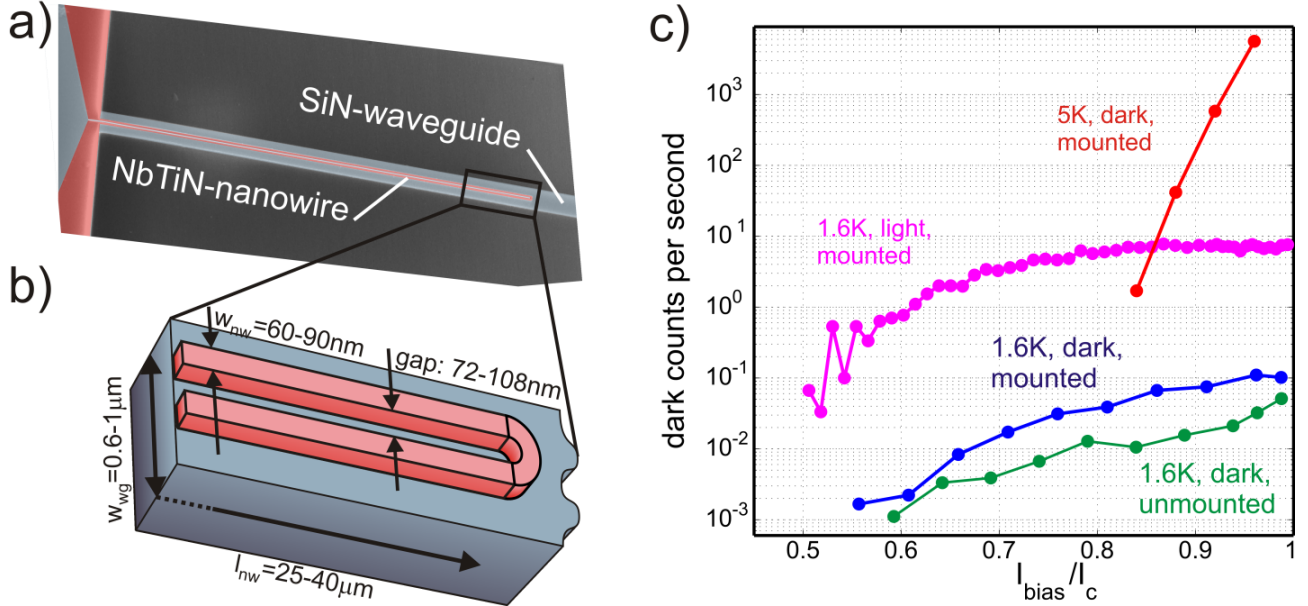 a)
SiN-waveguide
NbTiN-nanowire
b)
w_nw=60-90nm
gap: 72-108nm
w_wg=0.6-1μm
l_nw=25-40μm
c)
dark counts per second
10^3
10^2
10^1
10^0
10^-1
10^-2
10^-3
5K, dark,
mounted
1.6K, light,
mounted
1.6K, dark,
mounted
1.6K, dark,
unmounted
0.5 0.6 0.7 0.8 0.9 1
I_bias/I_c